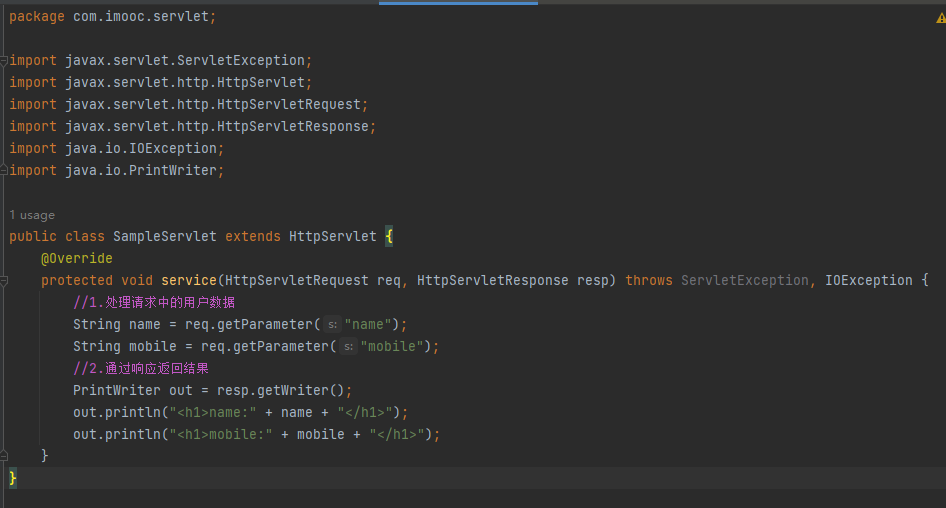 package com.imooc.servlet;
import javax.servlet.ServletException;
import javax.servlet.http.HttpServlet;
import javax.servlet.http.HttpServletRequest;
import javax.servlet.http.HttpServletResponse;
import java.io.IOException;
import java.io.PrintWriter;
1 usage
public class SampleServlet extends HttpServlet {
@Override
protected void service(HttpServletRequest req, HttpServletResponse resp) throws ServletException, IOException {
//1.处理请求中的用户数据
String name = req.getParameter( s: "name");
String mobile = req.getParameter( s: "mobile");
//2.通过响应返回结果
PrintWriter out = resp.getWriter();
out.println("<h1>name:" + name + "</h1>");
out.println("<h1>mobile:" + mobile + "</h1>");
}
}